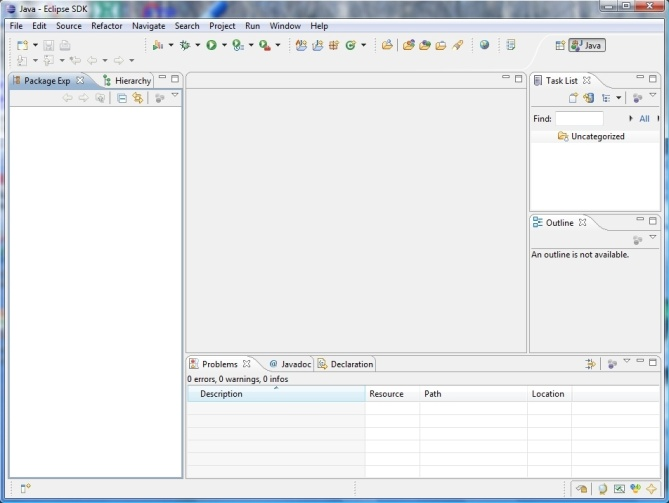 Java - Eclipse SDK
File Edit Source Refactor Navigate Search Project Run Window Help
Java
Package Exp Hierarchy
Task List
Find: All
Uncategorized
Outline
An outline is not available.
Problems @ Javadoc Declaration
0 errors, 0 warnings, 0 infos
Description Resource Path Location